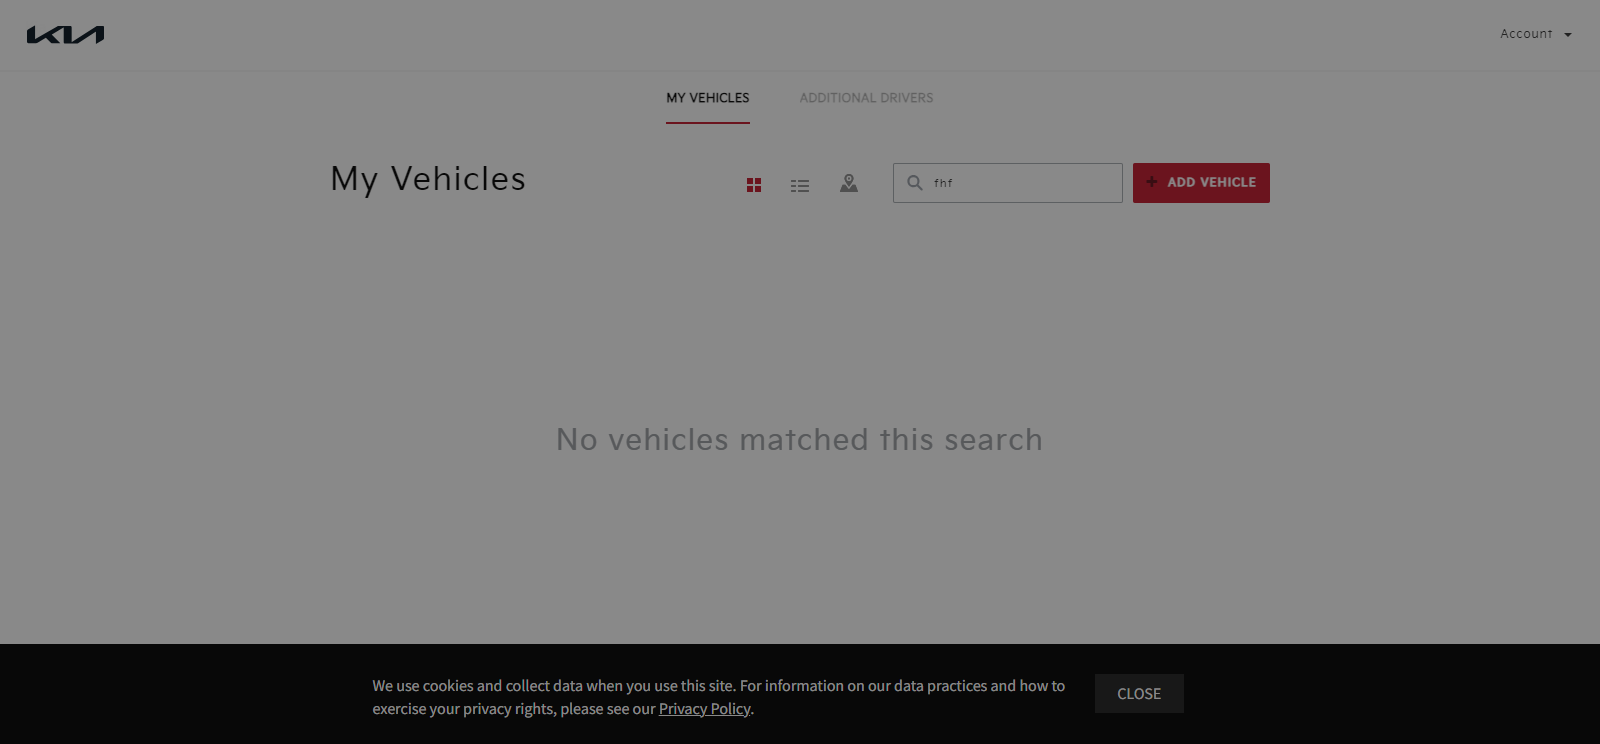 KIA
Account
MY VEHICLES
ADDITIONAL DRIVERS
My Vehicles
fhf
+ ADD VEHICLE
No vehicles matched this search
We use cookies and collect data when you use this site. For information on our data practices and how to
exercise your privacy rights, please see our Privacy Policy.
CLOSE